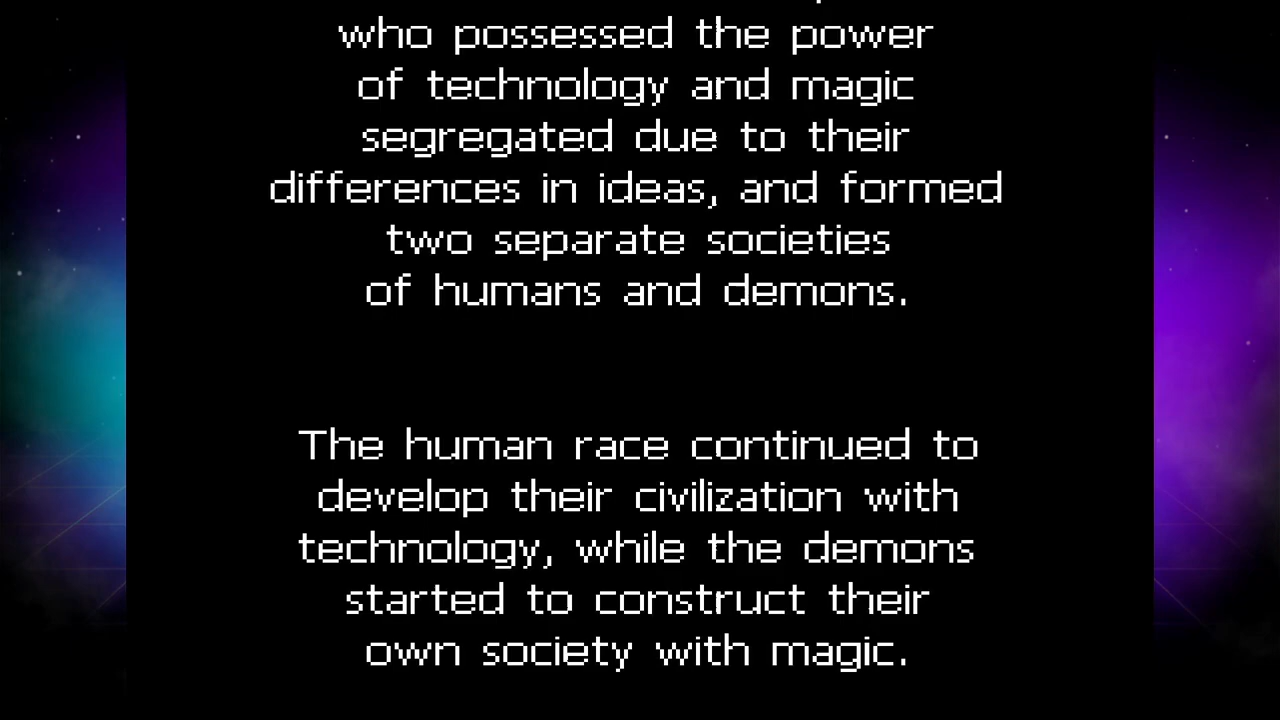 who possessed the power
of technology and magic
segregated due to their
differences in ideas, and formed
two separate societies
of humans and demons.
The human race continued to
develop their civilization with
technology, while the demons
started to construct their
own society with magic.